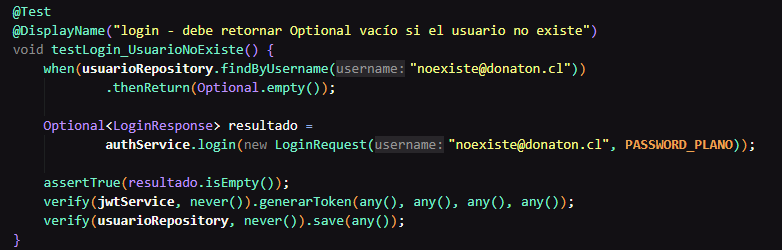 @Test
@DisplayName("login - debe retornar Optional vacío si el usuario no existe")
void testLogin_UsuarioNoExiste() {
    when(usuarioRepository.findByUsername(username: "noexiste@donaton.cl"))
            .thenReturn(Optional.empty());

    Optional<LoginResponse> resultado =
            authService.login(new LoginRequest(username: "noexiste@donaton.cl", PASSWORD_PLANO));

    assertTrue(resultado.isEmpty());
    verify(jwtService, never()).generarToken(any(), any(), any(), any());
    verify(usuarioRepository, never()).save(any());
}